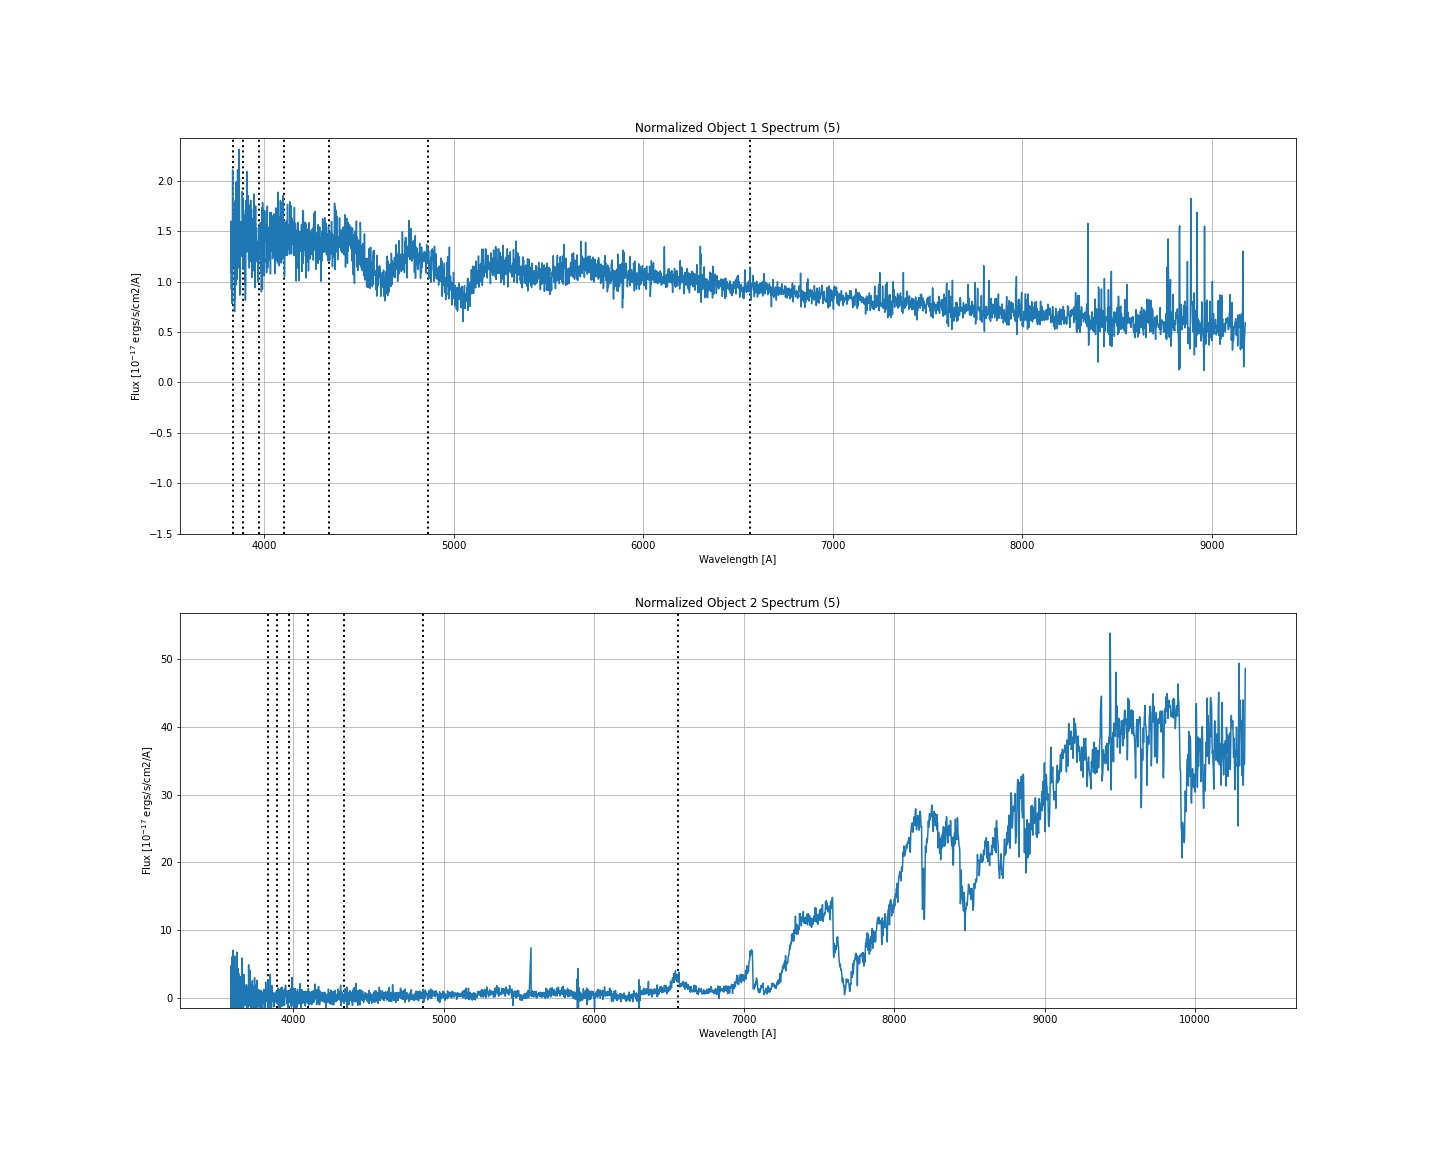 Normalized Object 1 Spectrum (5)
Flux [10⁻¹⁷ ergs/s/cm2/A]
2.0
1.5
1.0
0.5
0.0
−0.5
−1.0
−1.5
4000 5000 6000 7000 8000 9000
Wavelength [A]
Normalized Object 2 Spectrum (5)
Flux [10⁻¹⁷ ergs/s/cm2/A]
50
40
30
20
10
0
4000 5000 6000 7000 8000 9000 10000
Wavelength [A]